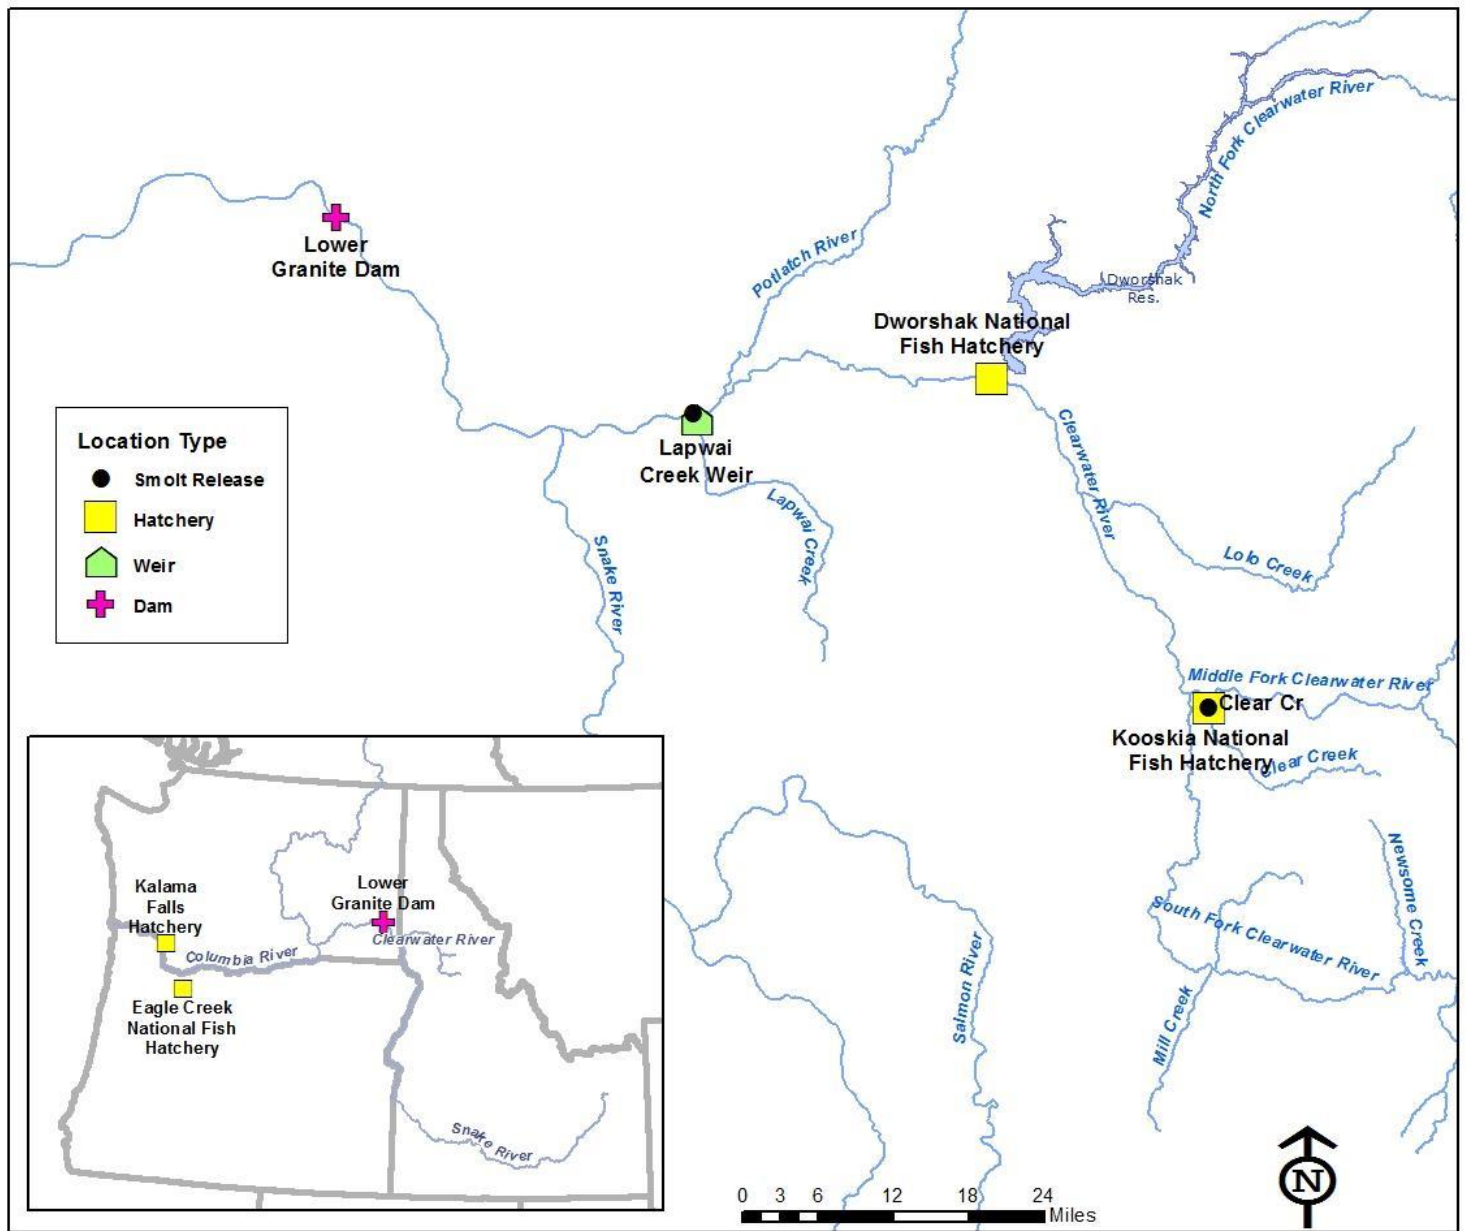 North Fork Clearwater River
Lower
Granite Dam
Potlatch River
Dworshak
Res.
Dworshak National
Fish Hatchery
Location Type
Smolt Release
Hatchery
Weir
Dam
Lapwai
Creek Weir
Clearwater River
Lapwai Creek
Snake River
Lolo Creek
Middle Fork Clearwater River
Clear Cr
Kooskia National
Fish Hatchery
Clear Creek
Newsome Creek
South Fork Clearwater River
Salmon River
Mill Creek
Kalama
Falls
Hatchery
Lower
Granite Dam
Clearwater River
Columbia River
Eagle Creek
National Fish
Hatchery
Snake River
0 3 6 12 18 24
Miles
N